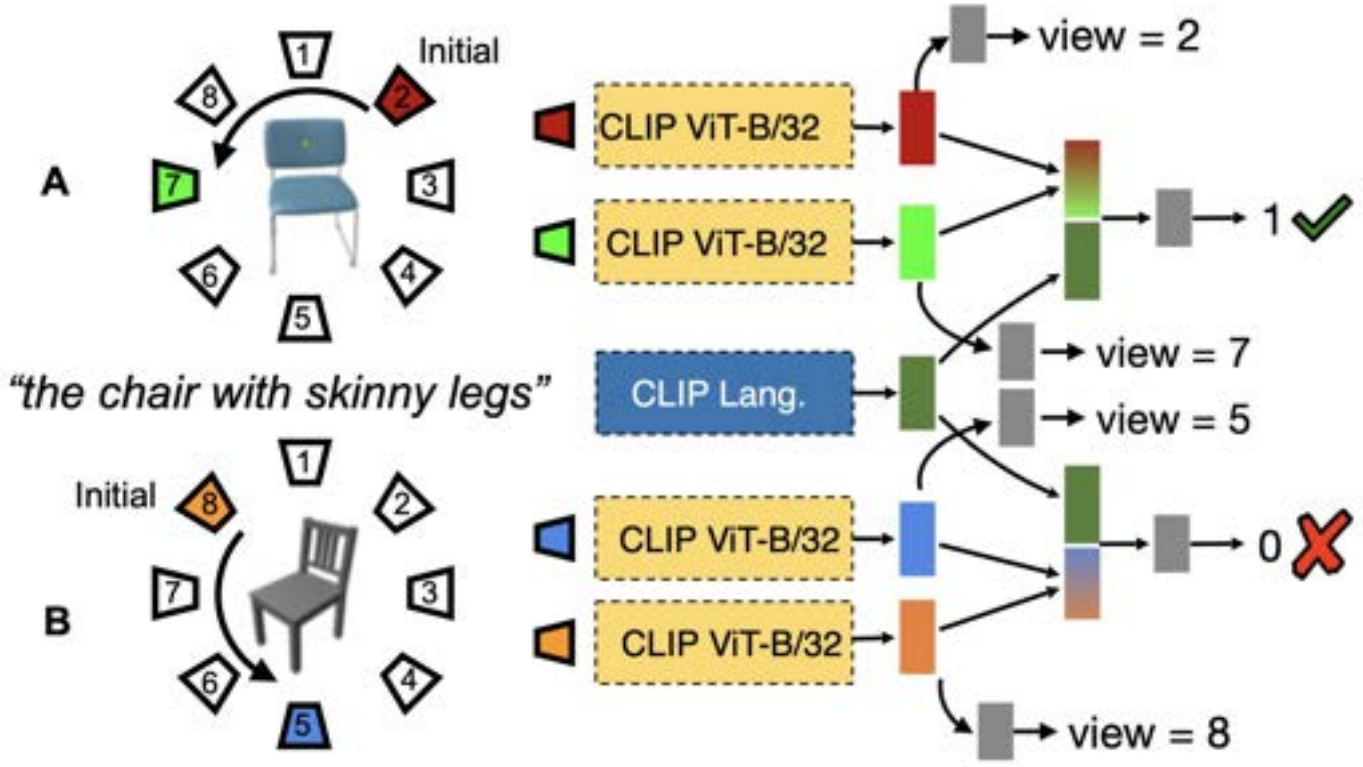 A
1
Initial
2
8
7
3
6
4
5
"the chair with skinny legs"
B
1
Initial
8
2
7
3
6
4
5
CLIP ViT-B/32
CLIP ViT-B/32
CLIP Lang.
CLIP ViT-B/32
CLIP ViT-B/32
view = 2
1
view = 7
view = 5
0
view = 8